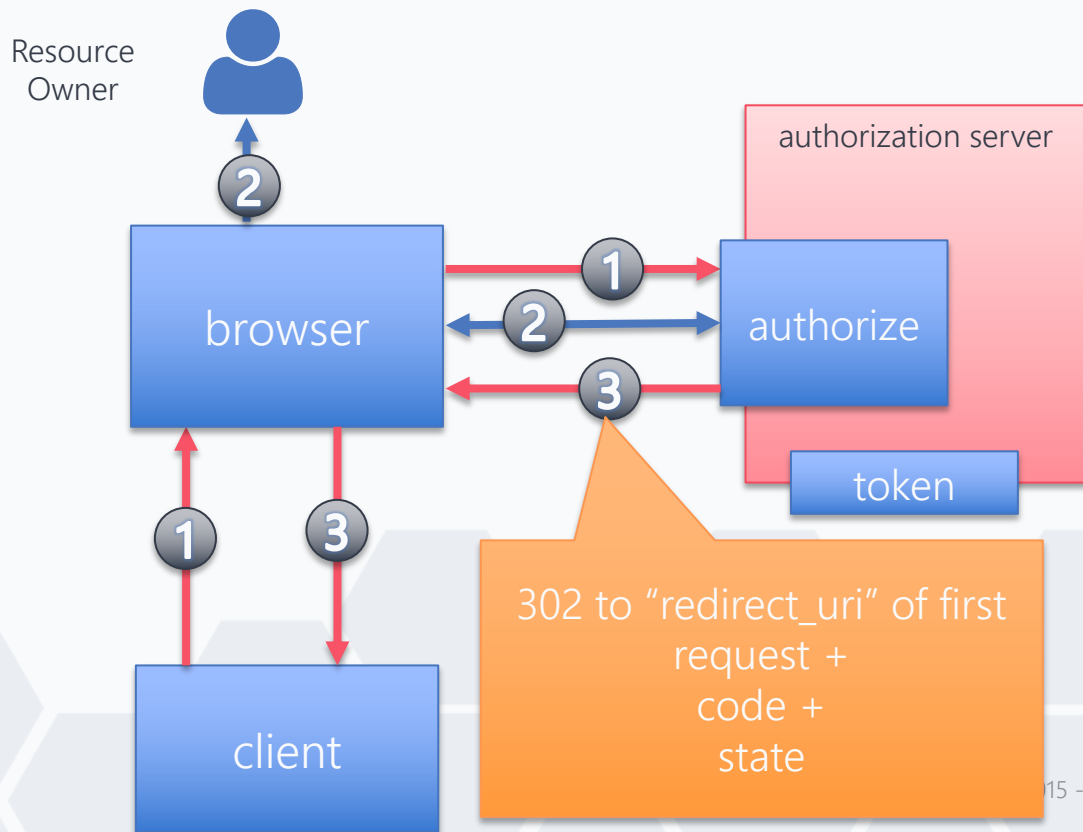 Resource
Owner
authorization server
2
1
browser
2
authorize
3
token
1
3
302 to “redirect_uri” of first
request +
code +
state
client
015 -